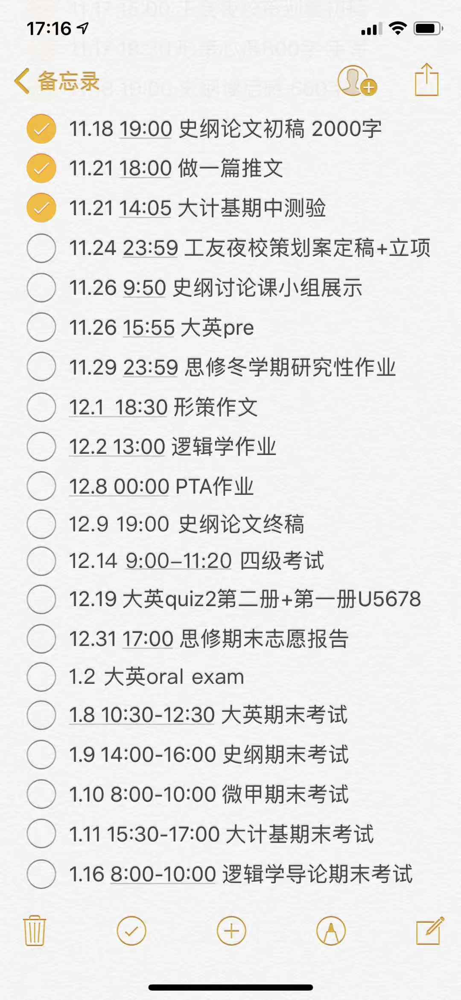 17:16
备忘录
11.18 19:00 史纲论文初稿 2000字
11.21 18:00 做一篇推文
11.21 14:05 大计基期中测验
11.24 23:59 工友夜校策划案定稿+立项
11.26 9:50 史纲讨论课小组展示
11.26 15:55 大英pre
11.29 23:59 思修冬学期研究性作业
12.1  18:30 形策作文
12.2 13:00 逻辑学作业
12.8 00:00 PTA作业
12.9 19:00 史纲论文终稿
12.14 9:00–11:20 四级考试
12.19 大英quiz2第二册+第一册U5678
12.31 17:00 思修期末志愿报告
1.2 大英oral exam
1.8 10:30-12:30 大英期末考试
1.9 14:00-16:00 史纲期末考试
1.10 8:00-10:00 微甲期末考试
1.11 15:30-17:00 大计基期末考试
1.16 8:00-10:00 逻辑学导论期末考试